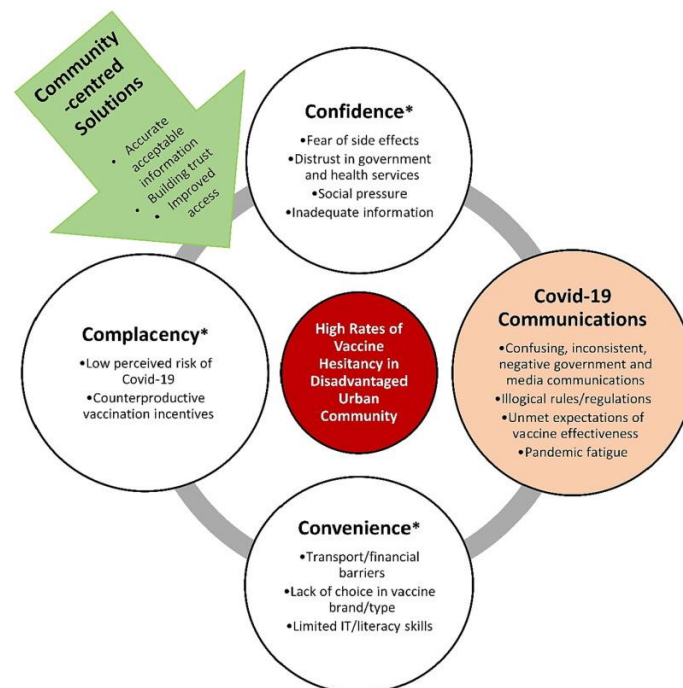 Community
-centred
Solutions
• Accurate
acceptable
information
• Building trust
• Improved
access
Confidence*
•Fear of side effects
•Distrust in government
and health services
•Social pressure
•Inadequate information
Complacency*
•Low perceived risk of
Covid-19
•Counterproductive
vaccination incentives
High Rates of
Vaccine
Hesitancy in
Disadvantaged
Urban
Community
Covid-19
Communications
•Confusing, inconsistent,
negative government and
media communications
•Illogical rules/regulations
•Unmet expectations of
vaccine effectiveness
•Pandemic fatigue
Convenience*
•Transport/financial
barriers
•Lack of choice in vaccine
brand/type
•Limited IT/literacy skills